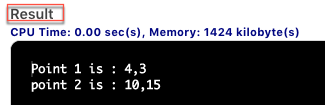 Result
CPU Time: 0.00 sec(s), Memory: 1424 kilobyte(s)
Point 1 is : 4,3
point 2 is : 10,15